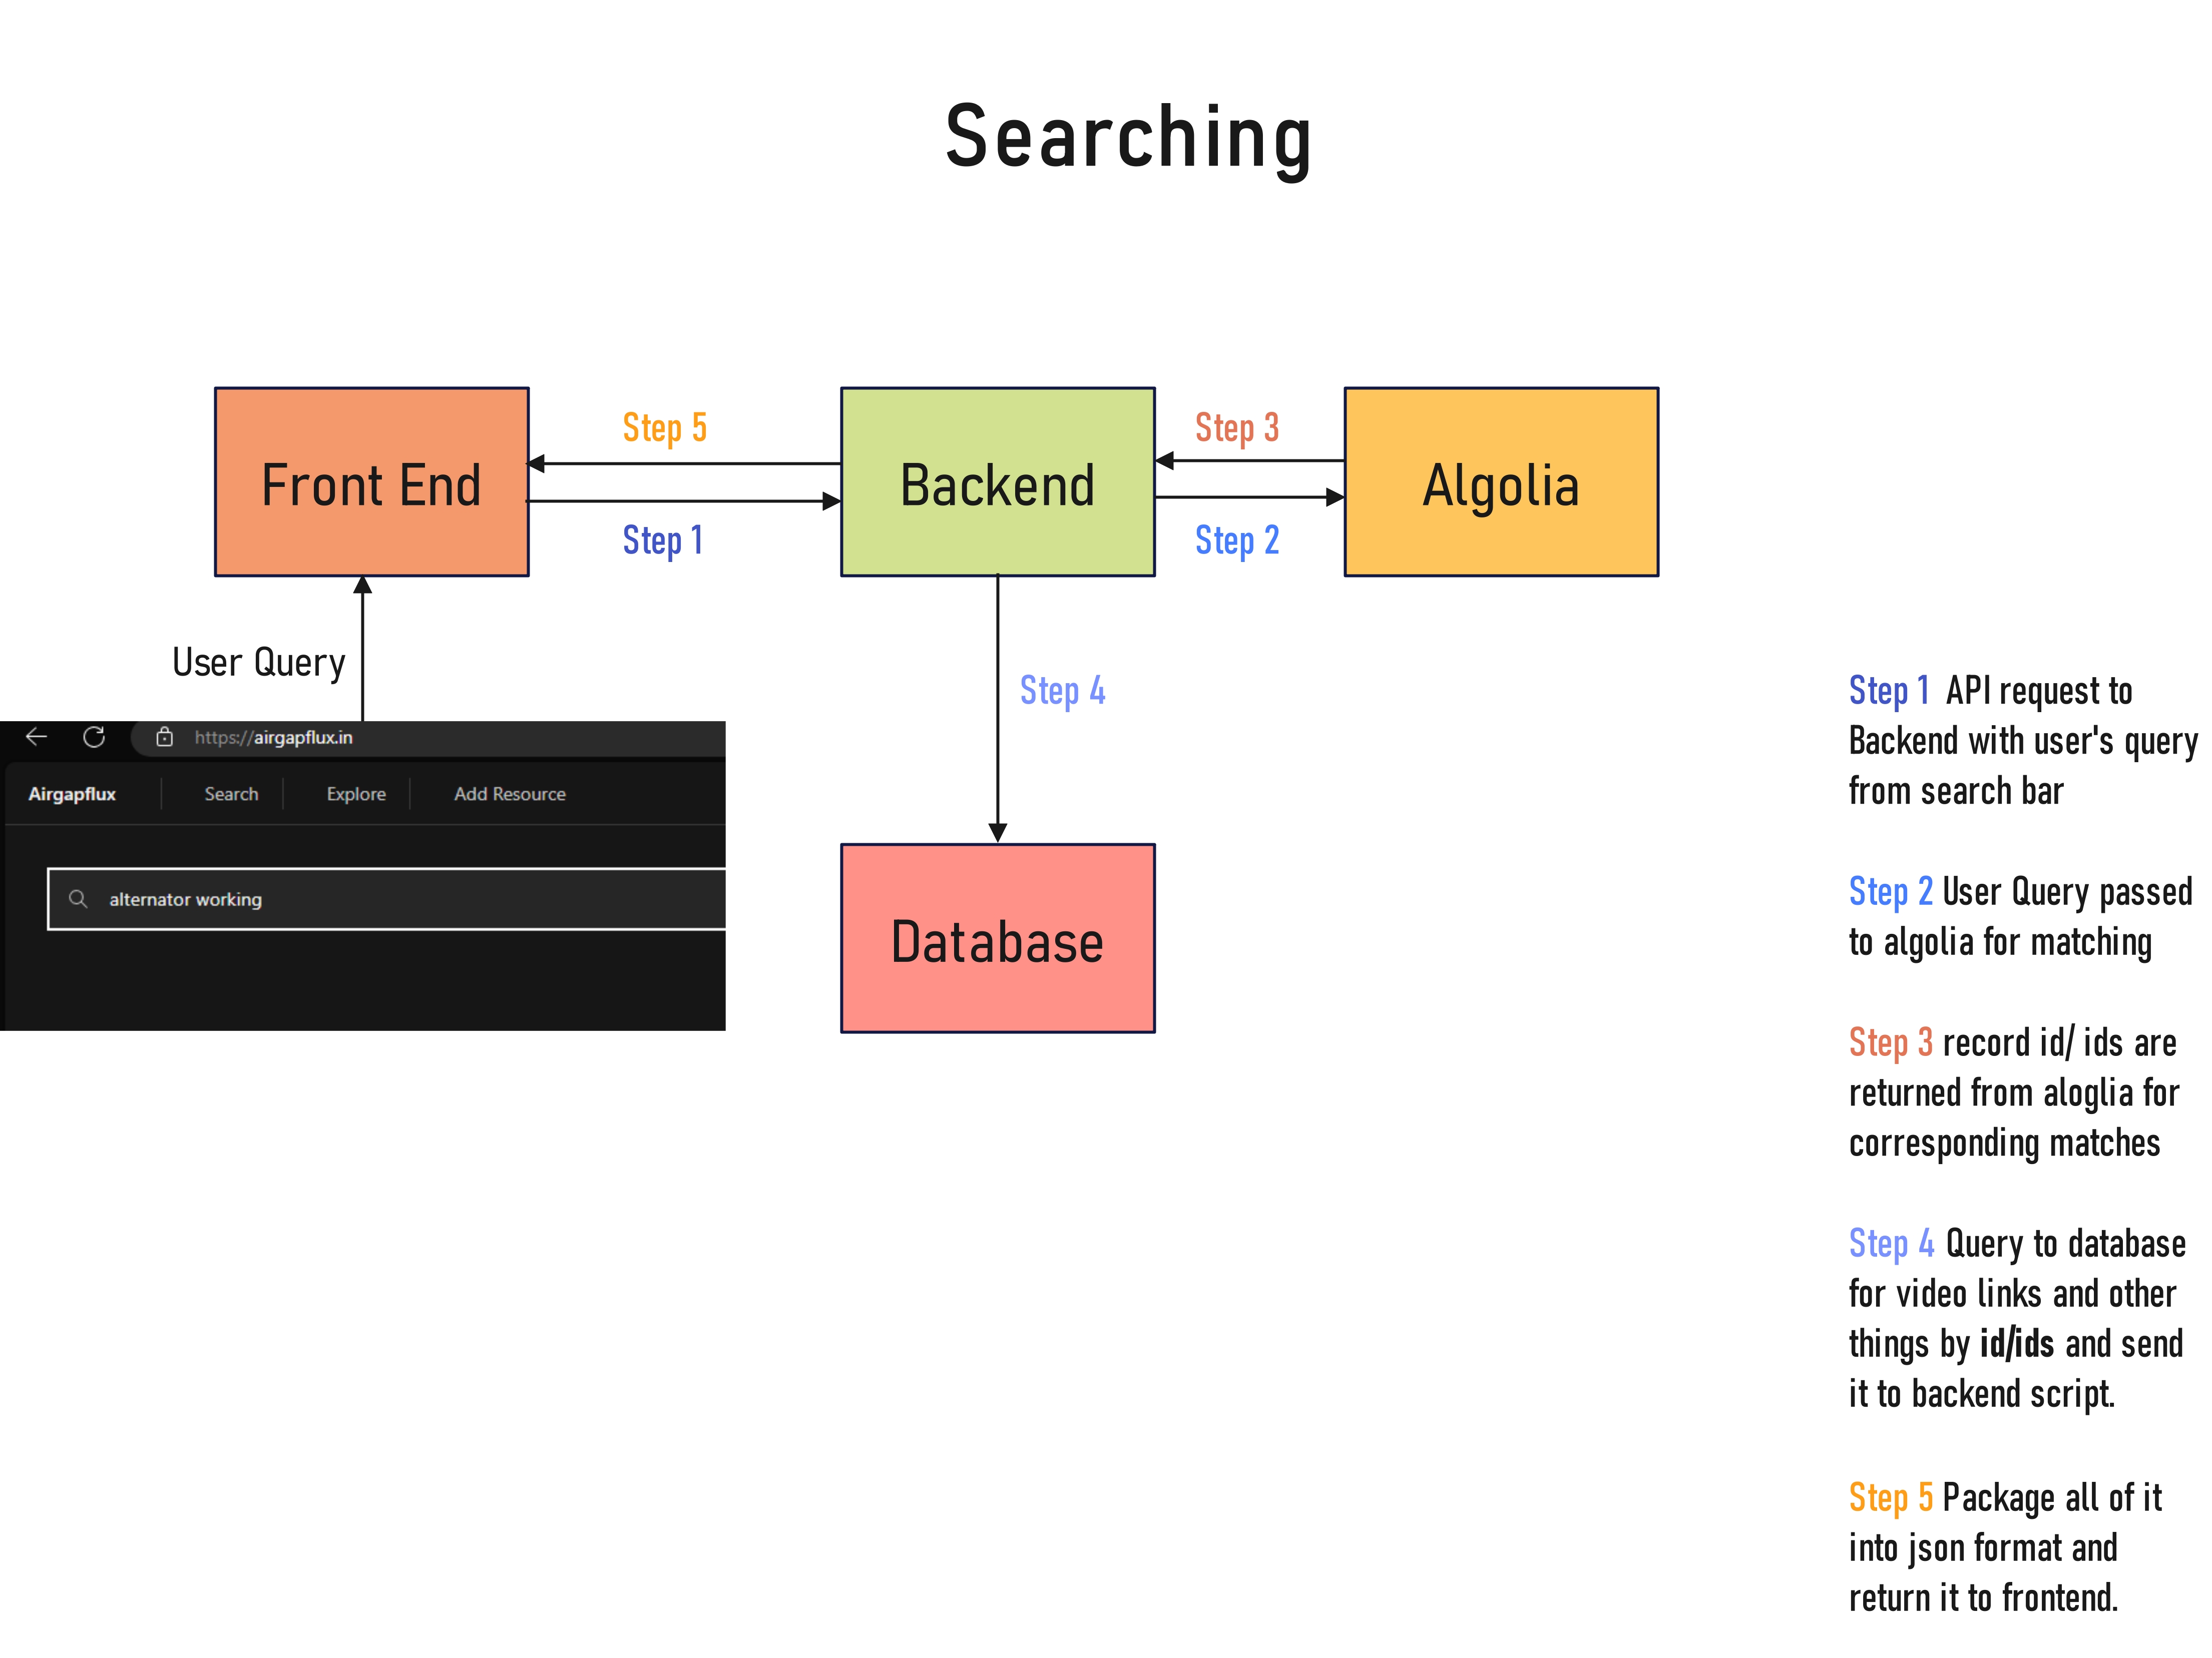 Searching
Step 5
Step 3
Front End
Backend
Algolia
Step 1
Step 2
User Query
Step 4
https://airgapflux.in
Airgapflux
Search
Explore
Add Resource
alternator working
Database
Step 1 API request to
Backend with user's query
from search bar
Step 2 User Query passed
to algolia for matching
Step 3 record id/ ids are
returned from aloglia for
corresponding matches
Step 4 Query to database
for video links and other
things by id/ids and send
it to backend script.
Step 5 Package all of it
into json format and
return it to frontend.